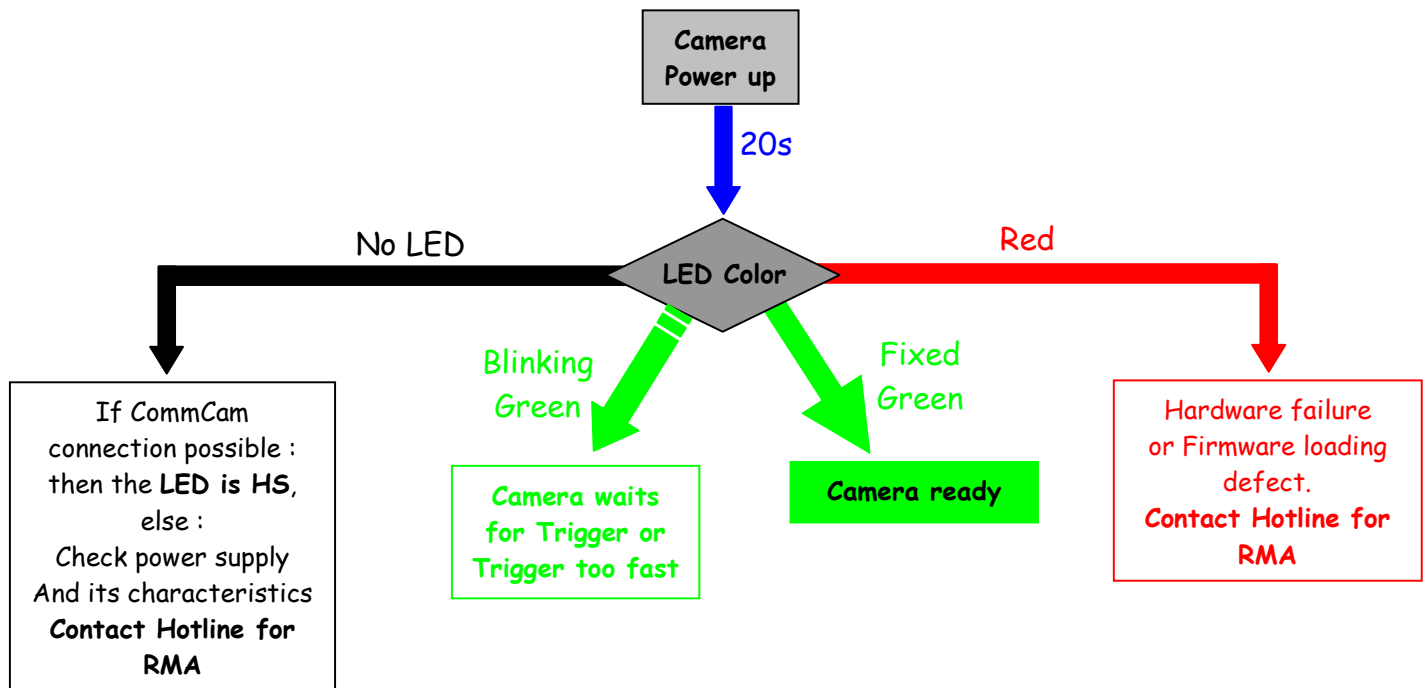 Camera
Power up
20s
No LED
LED Color
Red
Blinking
Green
Fixed
Green
If CommCam
connection possible :
then the LED is HS,
else :
Check power supply
And its characteristics
Contact Hotline for
RMA
Camera waits
for Trigger or
Trigger too fast
Camera ready
Hardware failure
or Firmware loading
defect.
Contact Hotline for
RMA